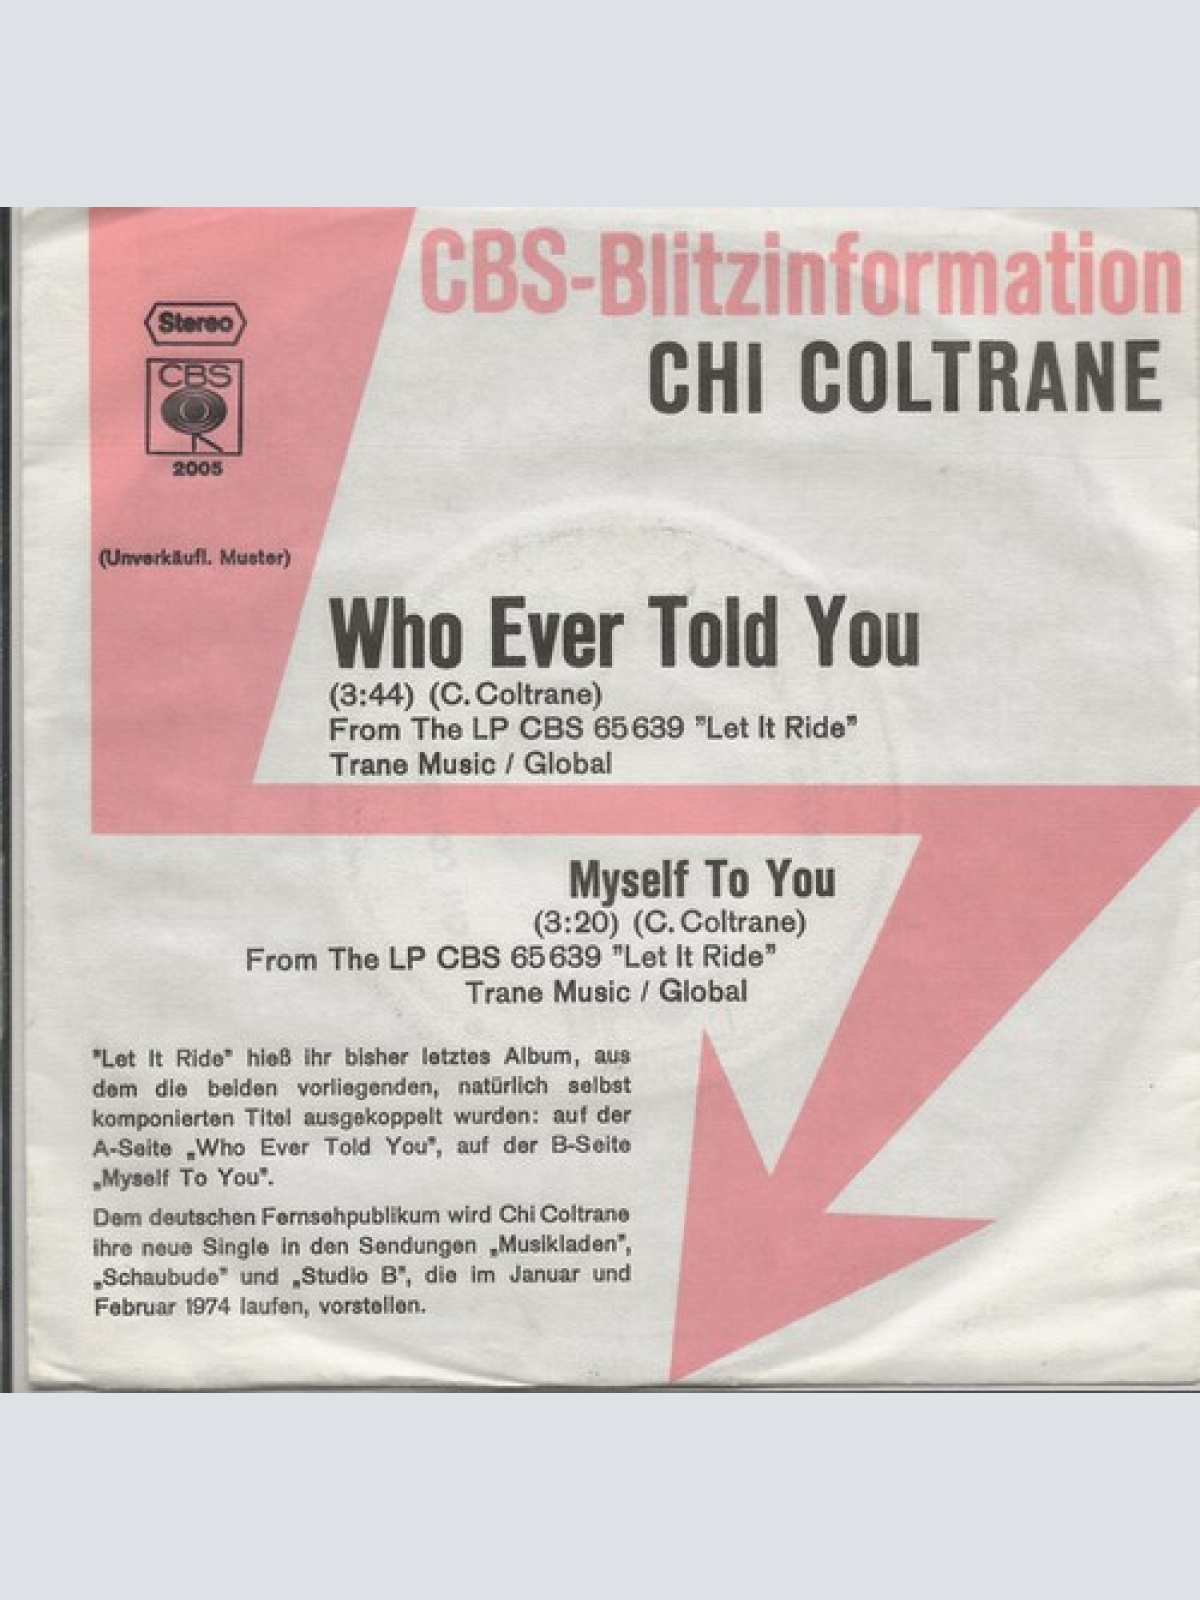 CBS-Blitzinformation
CHI COLTRANE
Stereo
CBS
2005
(Unverkäufl. Muster)
Who Ever Told You
(3:44) (C. Coltrane)
From The LP CBS 65 639 "Let It Ride"
Trane Music / Global
Myself To You
(3:20) (C. Coltrane)
From The LP CBS 65 639 "Let It Ride"
Trane Music / Global
"Let It Ride" hieß ihr bisher letztes Album, aus
dem die beiden vorliegenden, natürlich selbst
komponierten Titel ausgekoppelt wurden: auf der
A-Seite „Who Ever Told You", auf der B-Seite
„Myself To You".
Dem deutschen Fernsehpublikum wird Chi Coltrane
ihre neue Single in den Sendungen „Musikladen",
„Schaubude" und „Studio B", die im Januar und
Februar 1974 laufen, vorstellen.